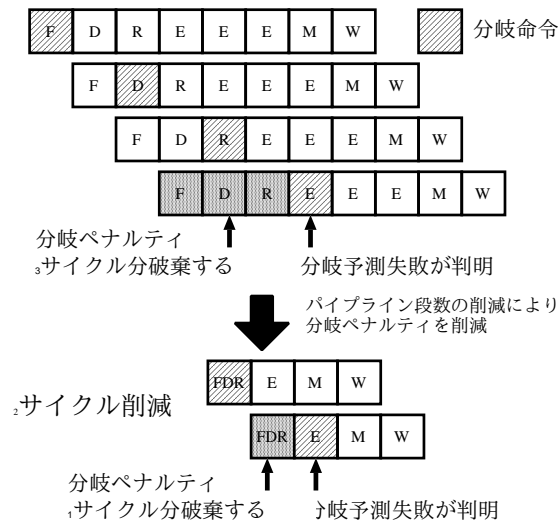 F D R E E E M W
分岐命令
F D R E E E M W
F D R E E E M W
F D R E E E M W
分岐ペナルティ
3サイクル分破棄する
分岐予測失敗が判明
パイプライン段数の削減により
分岐ペナルティを削減
FDR E M W
2サイクル削減
FDR E M W
分岐ペナルティ
1サイクル分破棄する
分岐予測失敗が判明